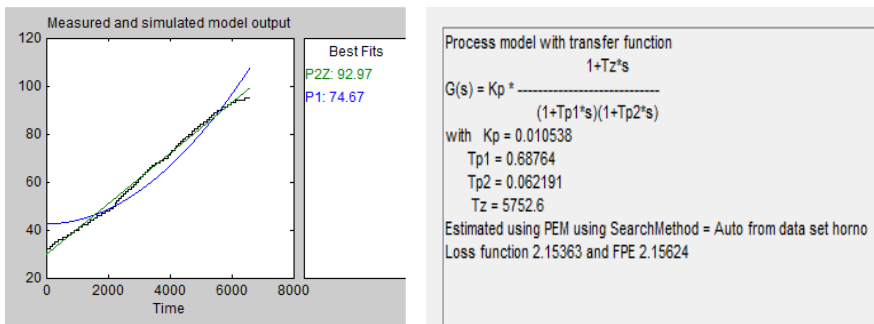 Measured and simulated model output
120
100
80
60
40
20
0 2000 4000 6000 8000
Time
Best Fits
P2Z: 92.97
P1: 74.67
Process model with transfer function
1+Tz*s
G(s) = Kp * ----------------------------
(1+Tp1*s)(1+Tp2*s)
with Kp = 0.010538
Tp1 = 0.68764
Tp2 = 0.062191
Tz = 5752.6
Estimated using PEM using SearchMethod = Auto from data set horno
Loss function 2.15363 and FPE 2.15624